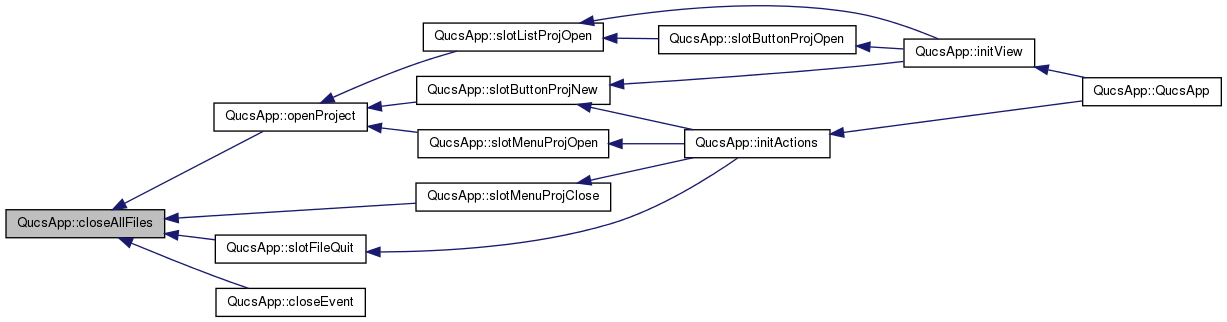 QucsApp::slotListProjOpen
QucsApp::slotButtonProjOpen
QucsApp::initView
QucsApp::slotButtonProjNew
QucsApp::QucsApp
QucsApp::openProject
QucsApp::slotMenuProjOpen
QucsApp::initActions
QucsApp::slotMenuProjClose
QucsApp::closeAllFiles
QucsApp::slotFileQuit
QucsApp::closeEvent